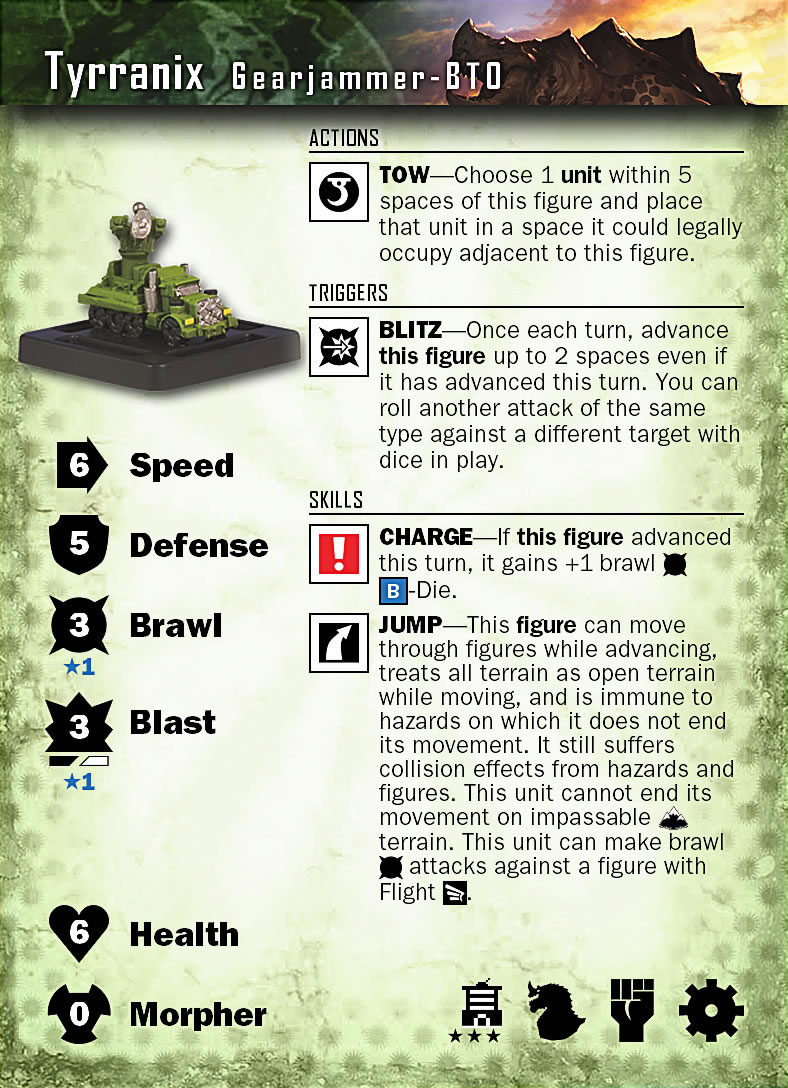 Tyrranix Gearjammer-BTO
ACTIONS
TOW—Choose 1 unit within 5
spaces of this figure and place
that unit in a space it could legally
occupy adjacent to this figure.
TRIGGERS
BLITZ—Once each turn, advance
this figure up to 2 spaces even if
it has advanced this turn. You can
roll another attack of the same
type against a different target with
dice in play.
SKILLS
CHARGE—If this figure advanced
this turn, it gains +1 brawl
B-Die.
JUMP—This figure can move
through figures while advancing,
treats all terrain as open terrain
while moving, and is immune to
hazards on which it does not end
its movement. It still suffers
collision effects from hazards and
figures. This unit cannot end its
movement on impassable
terrain. This unit can make brawl
attacks against a figure with
Flight .
6 Speed
5 Defense
3 Brawl
★1
3 Blast
★1
6 Health
0 Morpher
★★★